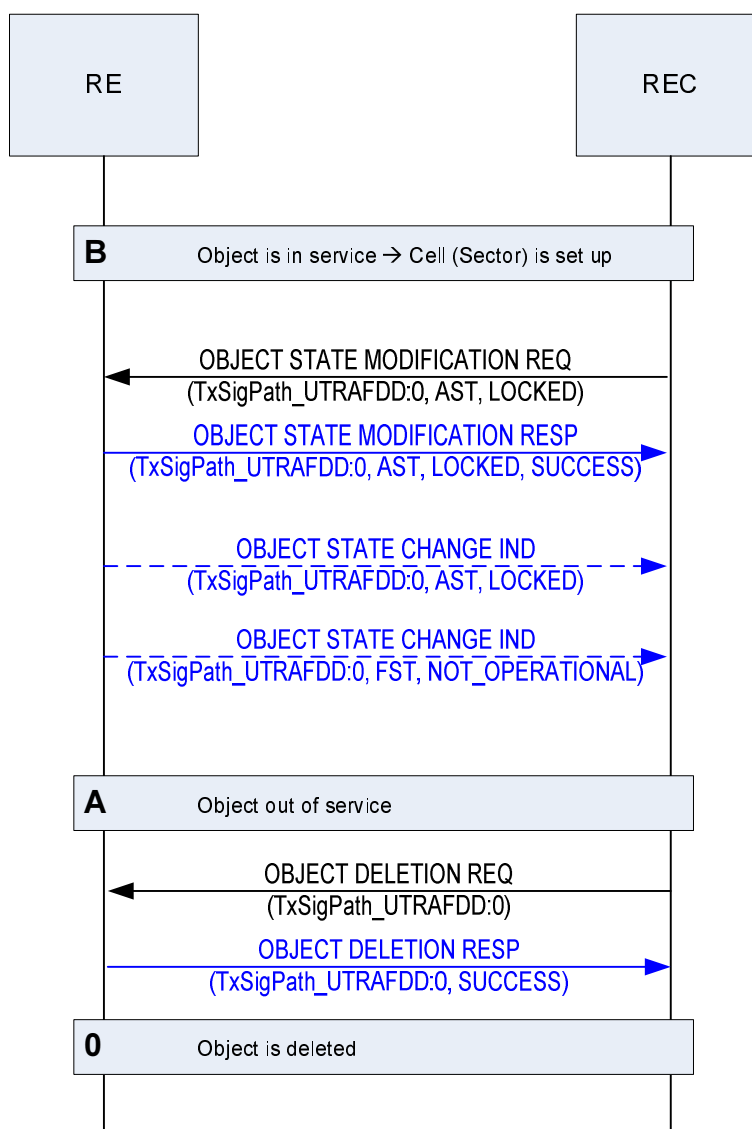 RE
REC
B Object is in service → Cell (Sector) is set up
OBJECT STATE MODIFICATION REQ
(TxSigPath_UTRAFDD:0, AST, LOCKED)
OBJECT STATE MODIFICATION RESP
(TxSigPath_UTRAFDD:0, AST, LOCKED, SUCCESS)
OBJECT STATE CHANGE IND
(TxSigPath_UTRAFDD:0, AST, LOCKED)
OBJECT STATE CHANGE IND
(TxSigPath_UTRAFDD:0, FST, NOT_OPERATIONAL)
A Object out of service
OBJECT DELETION REQ
(TxSigPath_UTRAFDD:0)
OBJECT DELETION RESP
(TxSigPath_UTRAFDD:0, SUCCESS)
0 Object is deleted